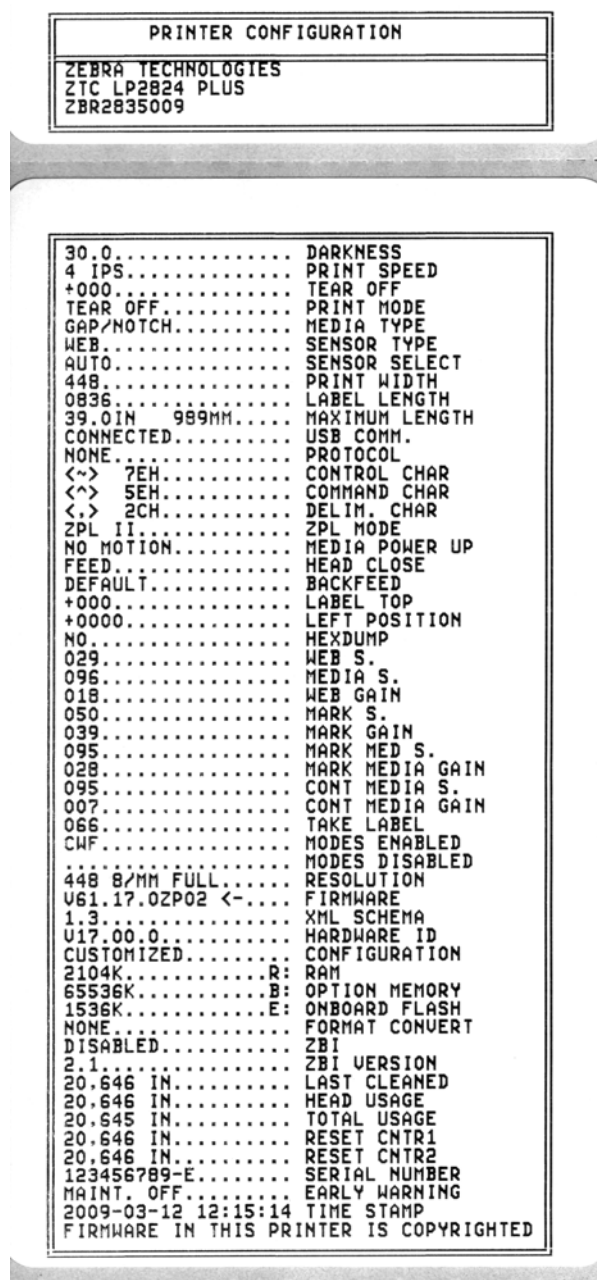 PRINTER CONFIGURATION
ZEBRA TECHNOLOGIES
ZTC LP2824 PLUS
ZBR2835009
30.0............... DARKNESS
4 IPS.............. PRINT SPEED
+000............... TEAR OFF
TEAR OFF........... PRINT MODE
GAP/NOTCH.......... MEDIA TYPE
WEB................ SENSOR TYPE
AUTO............... SENSOR SELECT
448................ PRINT WIDTH
0836............... LABEL LENGTH
39.0IN   989MM..... MAXIMUM LENGTH
CONNECTED.......... USB COMM.
NONE............... PROTOCOL
<~>  7EH........... CONTROL CHAR
<^>  5EH........... COMMAND CHAR
<,>  2CH........... DELIM. CHAR
ZPL II............. ZPL MODE
NO MOTION.......... MEDIA POWER UP
FEED............... HEAD CLOSE
DEFAULT............ BACKFEED
+000............... LABEL TOP
+0000.............. LEFT POSITION
NO................. HEXDUMP
029................ WEB S.
096................ MEDIA S.
018................ WEB GAIN
050................ MARK S.
039................ MARK GAIN
095................ MARK MED S.
028................ MARK MEDIA GAIN
095................ CONT MEDIA S.
007................ CONT MEDIA GAIN
066................ TAKE LABEL
CWF................ MODES ENABLED
................... MODES DISABLED
448 8/MM FULL...... RESOLUTION
V61.17.0ZP02 <-.... FIRMWARE
1.3................ XML SCHEMA
V17.00.0........... HARDWARE ID
CUSTOMIZED......... CONFIGURATION
2104K............R: RAM
65536K...........B: OPTION MEMORY
1536K............E: ONBOARD FLASH
NONE............... FORMAT CONVERT
DISABLED........... ZBI
2.1................ ZBI VERSION
20,646 IN.......... LAST CLEANED
20,646 IN.......... HEAD USAGE
20,645 IN.......... TOTAL USAGE
20,646 IN.......... RESET CNTR1
20,646 IN.......... RESET CNTR2
123456789-E........ SERIAL NUMBER
MAINT. OFF......... EARLY WARNING
2009-03-12 12:15:14 TIME STAMP
FIRMWARE IN THIS PRINTER IS COPYRIGHTED